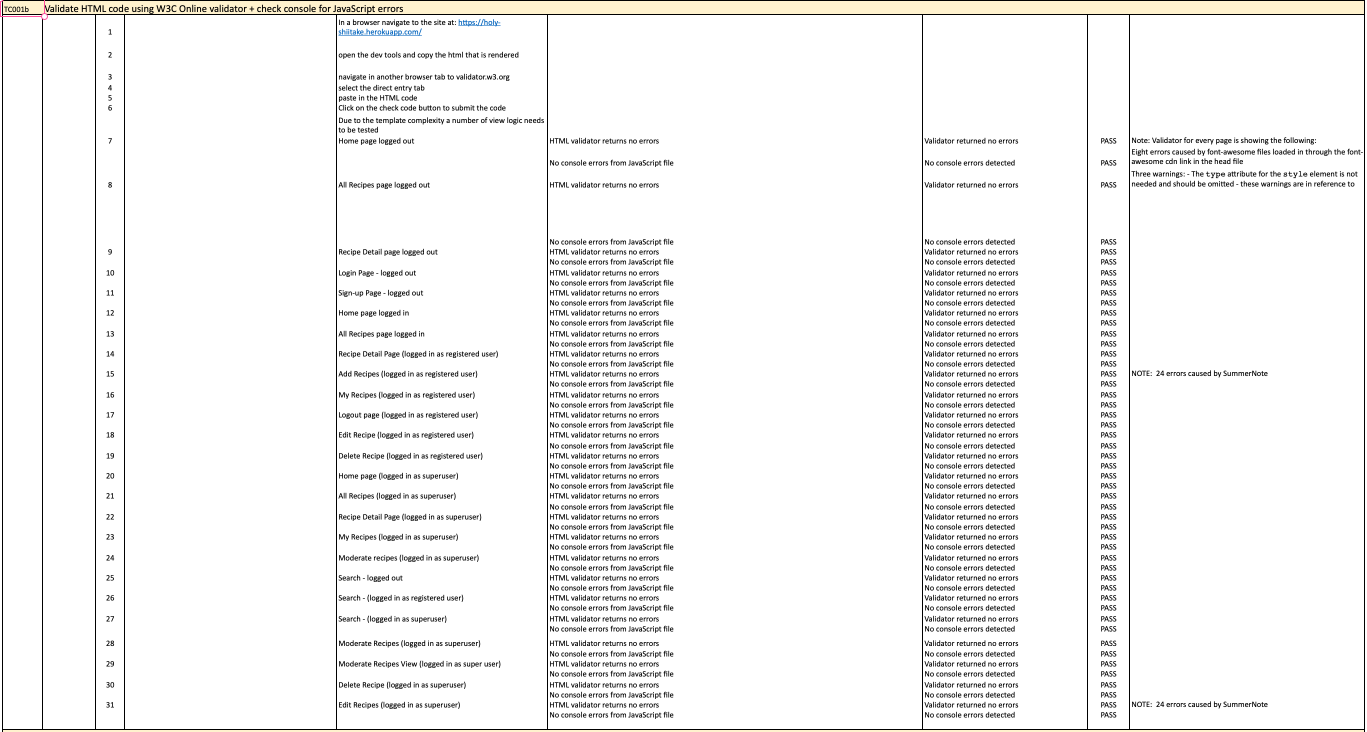 TC001b Validate HTML code using W3C Online validator + check console for JavaScript errors
In a browser navigate to the site at: https://holy-
1 shiitake.herokuapp.com/
2 open the dev tools and copy the html that is rendered
3 navigate in another browser tab to validator.w3.org
4 select the direct entry tab
5 paste in the HTML code
6 Click on the check code button to submit the code
Due to the template complexity a number of view logic needs
to be tested
7 Home page logged out HTML validator returns no errors Validator returned no errors PASS Note: Validator for every page is showing the following:
Eight errors caused by font-awesome files loaded in through the font-
No console errors from JavaScript file No console errors detected PASS awesome cdn link in the head file
Three warnings: - The type attribute for the style element is not
8 All Recipes page logged out HTML validator returns no errors Validator returned no errors PASS needed and should be omitted - these warnings are in reference to
No console errors from JavaScript file No console errors detected PASS
9 Recipe Detail page logged out HTML validator returns no errors Validator returned no errors PASS
No console errors from JavaScript file No console errors detected PASS
10 Login Page - logged out HTML validator returns no errors Validator returned no errors PASS
No console errors from JavaScript file No console errors detected PASS
11 Sign-up Page - logged out HTML validator returns no errors Validator returned no errors PASS
No console errors from JavaScript file No console errors detected PASS
12 Home page logged in HTML validator returns no errors Validator returned no errors PASS
No console errors from JavaScript file No console errors detected PASS
13 All Recipes page logged in HTML validator returns no errors Validator returned no errors PASS
No console errors from JavaScript file No console errors detected PASS
14 Recipe Detail Page (logged in as registered user) HTML validator returns no errors Validator returned no errors PASS
No console errors from JavaScript file No console errors detected PASS
15 Add Recipes (logged in as registered user) HTML validator returns no errors Validator returned no errors PASS NOTE: 24 errors caused by SummerNote
No console errors from JavaScript file No console errors detected PASS
16 My Recipes (logged in as registered user) HTML validator returns no errors Validator returned no errors PASS
No console errors from JavaScript file No console errors detected PASS
17 Logout page (logged in as registered user) HTML validator returns no errors Validator returned no errors PASS
No console errors from JavaScript file No console errors detected PASS
18 Edit Recipe (logged in as registered user) HTML validator returns no errors Validator returned no errors PASS
No console errors from JavaScript file No console errors detected PASS
19 Delete Recipe (logged in as registered user) HTML validator returns no errors Validator returned no errors PASS
No console errors from JavaScript file No console errors detected PASS
20 Home page (logged in as superuser) HTML validator returns no errors Validator returned no errors PASS
No console errors from JavaScript file No console errors detected PASS
21 All Recipes (logged in as superuser) HTML validator returns no errors Validator returned no errors PASS
No console errors from JavaScript file No console errors detected PASS
22 Recipe Detail Page (logged in as superuser) HTML validator returns no errors Validator returned no errors PASS
No console errors from JavaScript file No console errors detected PASS
23 My Recipes (logged in as superuser) HTML validator returns no errors Validator returned no errors PASS
No console errors from JavaScript file No console errors detected PASS
24 Moderate recipes (logged in as superuser) HTML validator returns no errors Validator returned no errors PASS
No console errors from JavaScript file No console errors detected PASS
25 Search - logged out HTML validator returns no errors Validator returned no errors PASS
No console errors from JavaScript file No console errors detected PASS
26 Search - (logged in as registered user) HTML validator returns no errors Validator returned no errors PASS
No console errors from JavaScript file No console errors detected PASS
27 Search - (logged in as superuser) HTML validator returns no errors Validator returned no errors PASS
No console errors from JavaScript file No console errors detected PASS
28 Moderate Recipes (logged in as superuser) HTML validator returns no errors Validator returned no errors PASS
No console errors from JavaScript file No console errors detected PASS
29 Moderate Recipes View (logged in as super user) HTML validator returns no errors Validator returned no errors PASS
No console errors from JavaScript file No console errors detected PASS
30 Delete Recipe (logged in as superuser) HTML validator returns no errors Validator returned no errors PASS
No console errors from JavaScript file No console errors detected PASS
31 Edit Recipes (logged in as superuser) HTML validator returns no errors Validator returned no errors PASS NOTE: 24 errors caused by SummerNote
No console errors from JavaScript file No console errors detected PASS